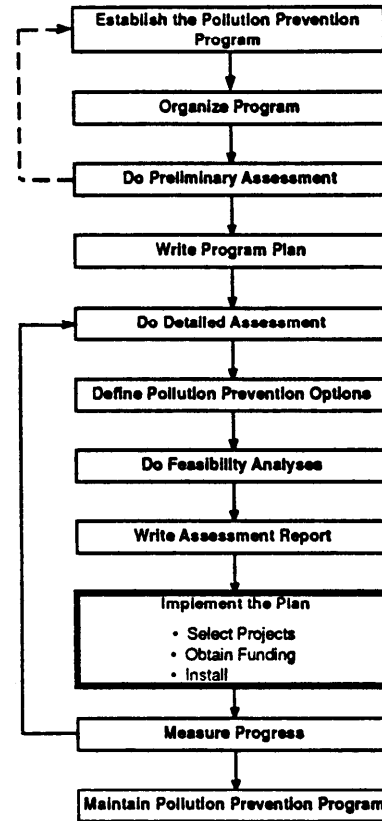 Establish the Pollution Prevention
Program
Organize Program
Do Preliminary Assessment
Write Program Plan
Do Detailed Assessment
Define Pollution Prevention Options
Do Feasibility Analyses
Write Assessment Report
Implement the Plan
• Select Projects
• Obtain Funding
• Install
Measure Progress
Maintain Pollution Prevention Program